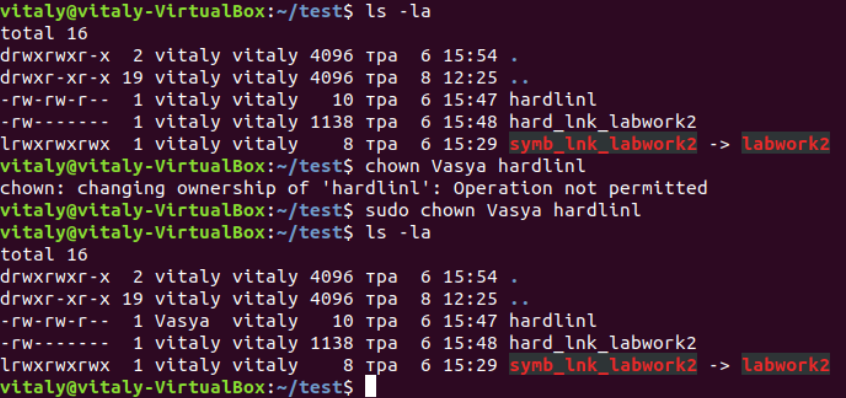 vitaly@vitaly-VirtualBox:~/test$ ls -la
total 16
drwxrwxr-x  2 vitaly vitaly 4096 тра  6 15:54 .
drwxr-xr-x 19 vitaly vitaly 4096 тра  8 12:25 ..
-rw-rw-r--  1 vitaly vitaly   10 тра  6 15:47 hardlinl
-rw-------  1 vitaly vitaly 1138 тра  6 15:48 hard_lnk_labwork2
lrwxrwxrwx  1 vitaly vitaly    8 тра  6 15:29 symb_lnk_labwork2 -> labwork2
vitaly@vitaly-VirtualBox:~/test$ chown Vasya hardlinl
chown: changing ownership of 'hardlinl': Operation not permitted
vitaly@vitaly-VirtualBox:~/test$ sudo chown Vasya hardlinl
vitaly@vitaly-VirtualBox:~/test$ ls -la
total 16
drwxrwxr-x  2 vitaly vitaly 4096 тра  6 15:54 .
drwxr-xr-x 19 vitaly vitaly 4096 тра  8 12:25 ..
-rw-rw-r--  1 Vasya  vitaly   10 тра  6 15:47 hardlinl
-rw-------  1 vitaly vitaly 1138 тра  6 15:48 hard_lnk_labwork2
lrwxrwxrwx  1 vitaly vitaly    8 тра  6 15:29 symb_lnk_labwork2 -> labwork2
vitaly@vitaly-VirtualBox:~/test$